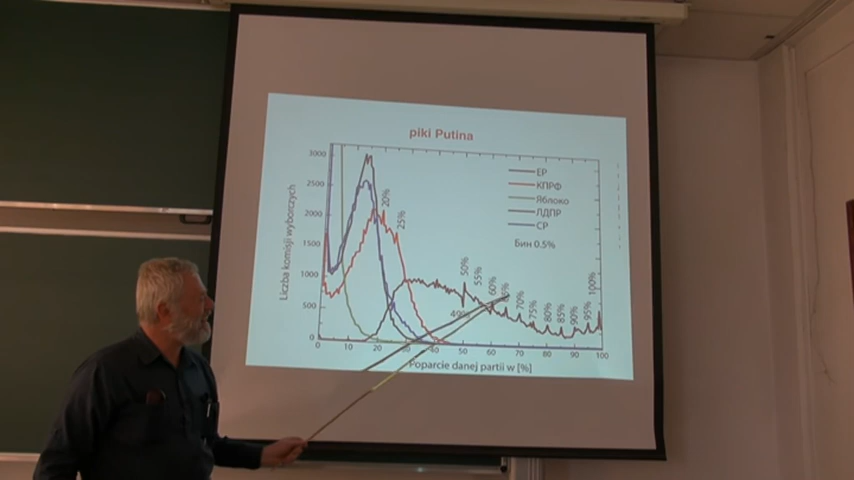 piki Putina
Liczba komisji wyborczych
3000
2500
2000
1500
1000
500
0
0 10 20 30 40 50 60 70 80 90 100
Poparcie danej partii w [%]
20%
25%
40%
50%
55%
60%
65%
70%
75%
80%
85%
90%
95%
100%
ЕР
КПРФ
Яблоко
ЛДПР
СР
Бин 0.5%